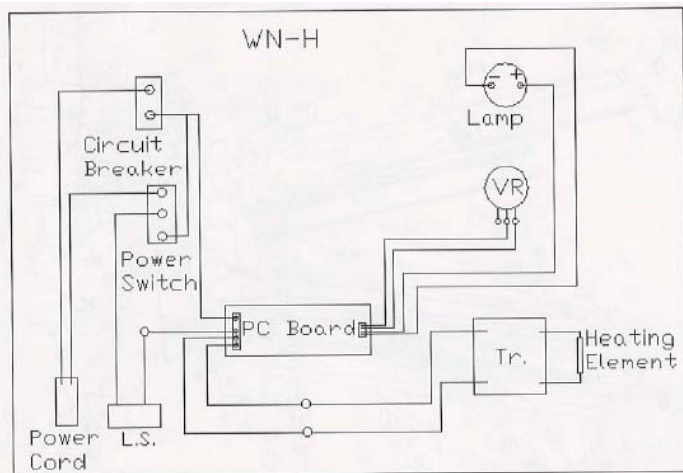 WN-H
- +
Lamp
Circuit
Breaker
VR
Power
Switch
PC Board
Tr.
Heating
Element
Power
Cord
L.S.